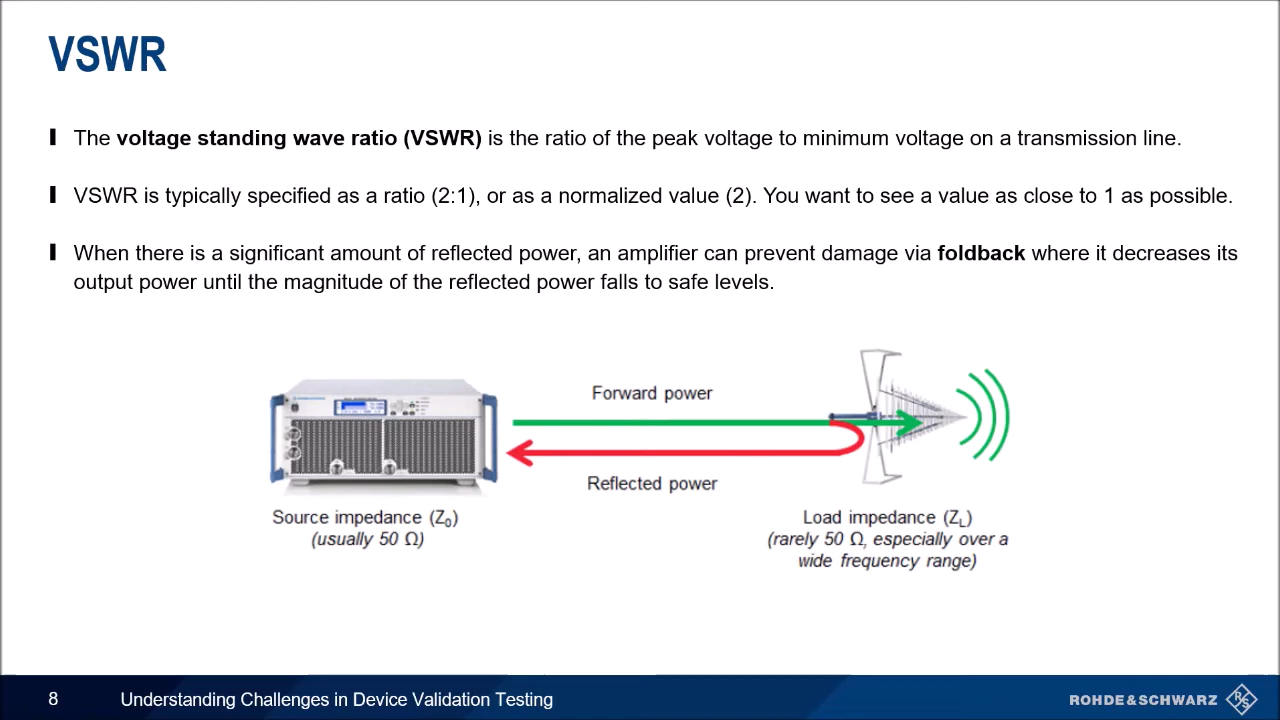 VSWR
The voltage standing wave ratio (VSWR) is the ratio of the peak voltage to minimum voltage on a transmission line.
VSWR is typically specified as a ratio (2:1), or as a normalized value (2). You want to see a value as close to 1 as possible.
When there is a significant amount of reflected power, an amplifier can prevent damage via foldback where it decreases its
output power until the magnitude of the reflected power falls to safe levels.
Forward power
Reflected power
Source impedance (Z₀)
(usually 50 Ω)
Load impedance (Z_L)
(rarely 50 Ω, especially over a
wide frequency range)
8 Understanding Challenges in Device Validation Testing
ROHDE&SCHWARZ
R&S